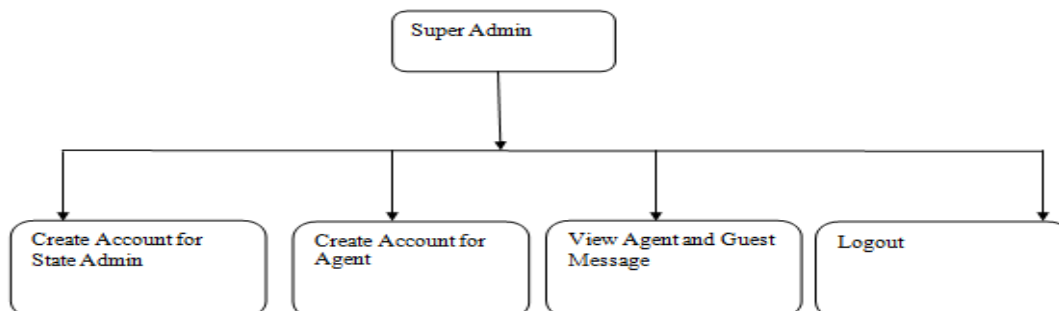 Super Admin
Create Account for
State Admin
Create Account for
Agent
View Agent and Guest
Message
Logout